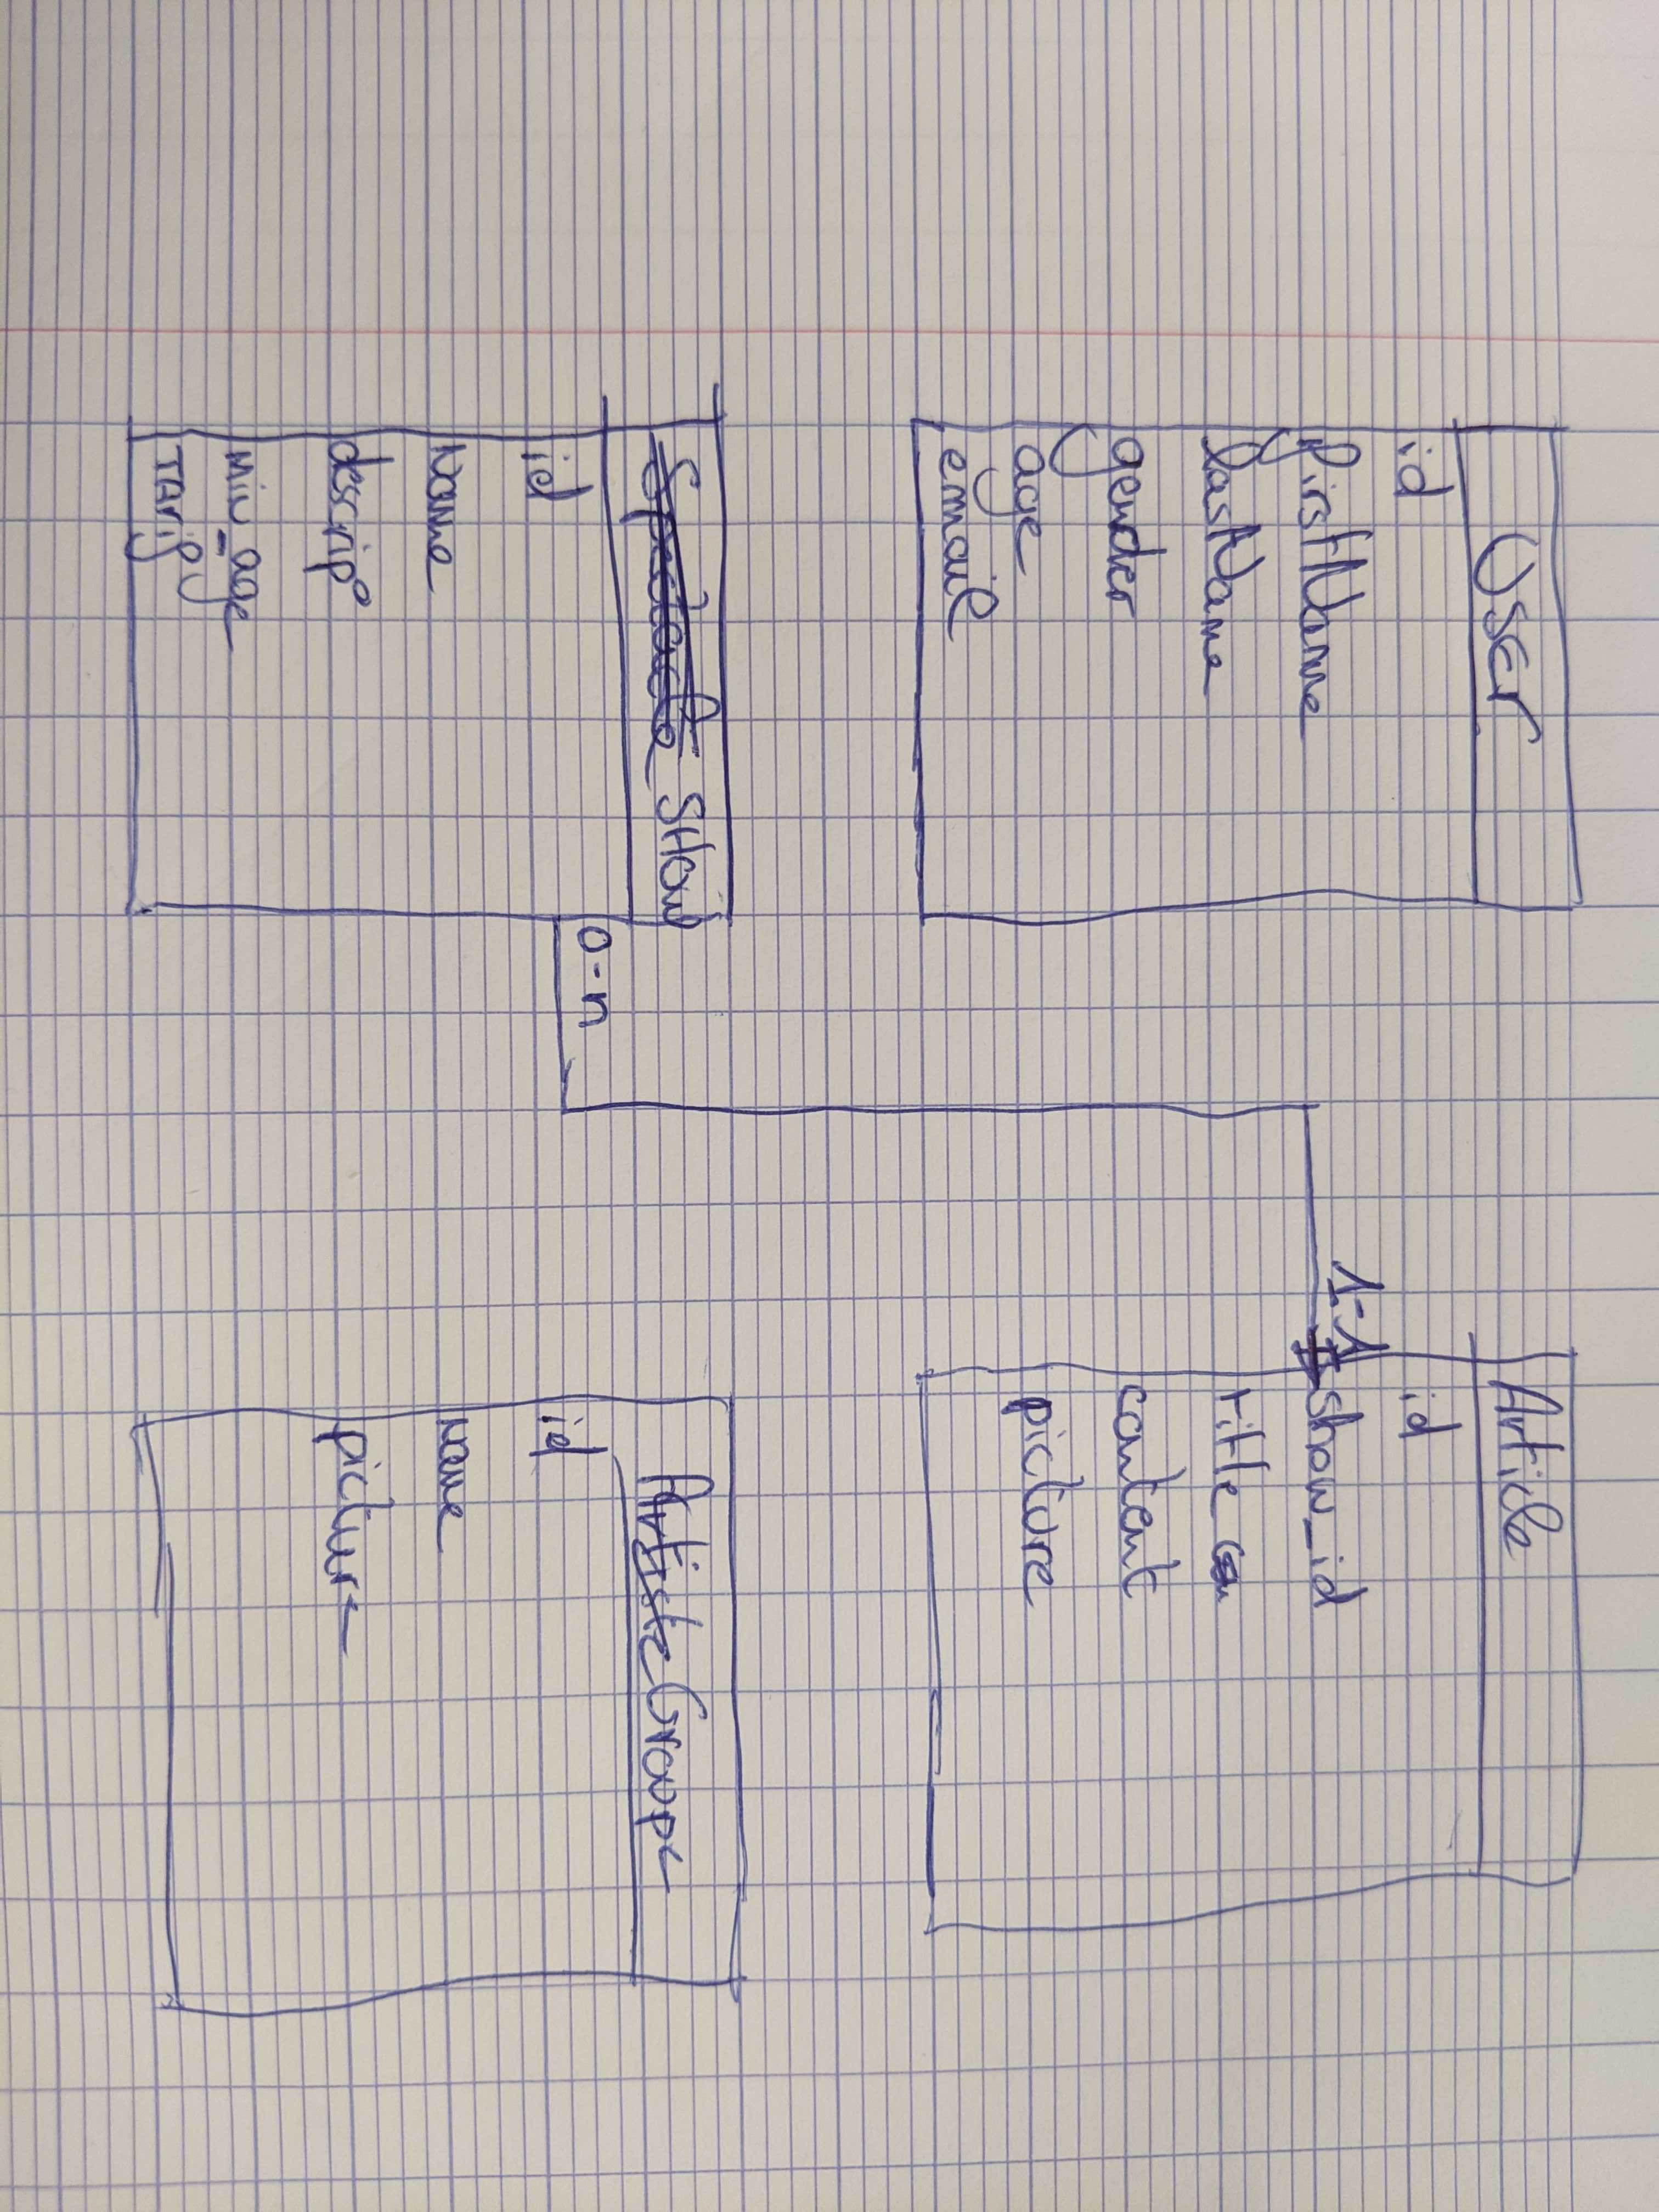 User
id
firstName
lastName
gender
age
email
Article
id
#show_id
title
content
picture
1-1
0-n
Spectacle SHow
id
Name
descrip°
Min_age
TARif
ArtisteGroupe
id
name
picture